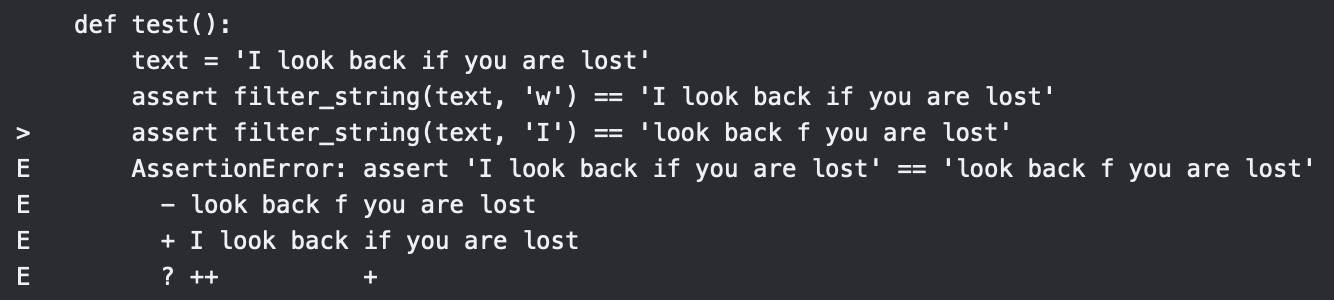 def test():
        text = 'I look back if you are lost'
        assert filter_string(text, 'w') == 'I look back if you are lost'
>       assert filter_string(text, 'I') == 'look back f you are lost'
E       AssertionError: assert 'I look back if you are lost' == 'look back f you are lost'
E         - look back f you are lost
E         + I look back if you are lost
E         ? ++          +